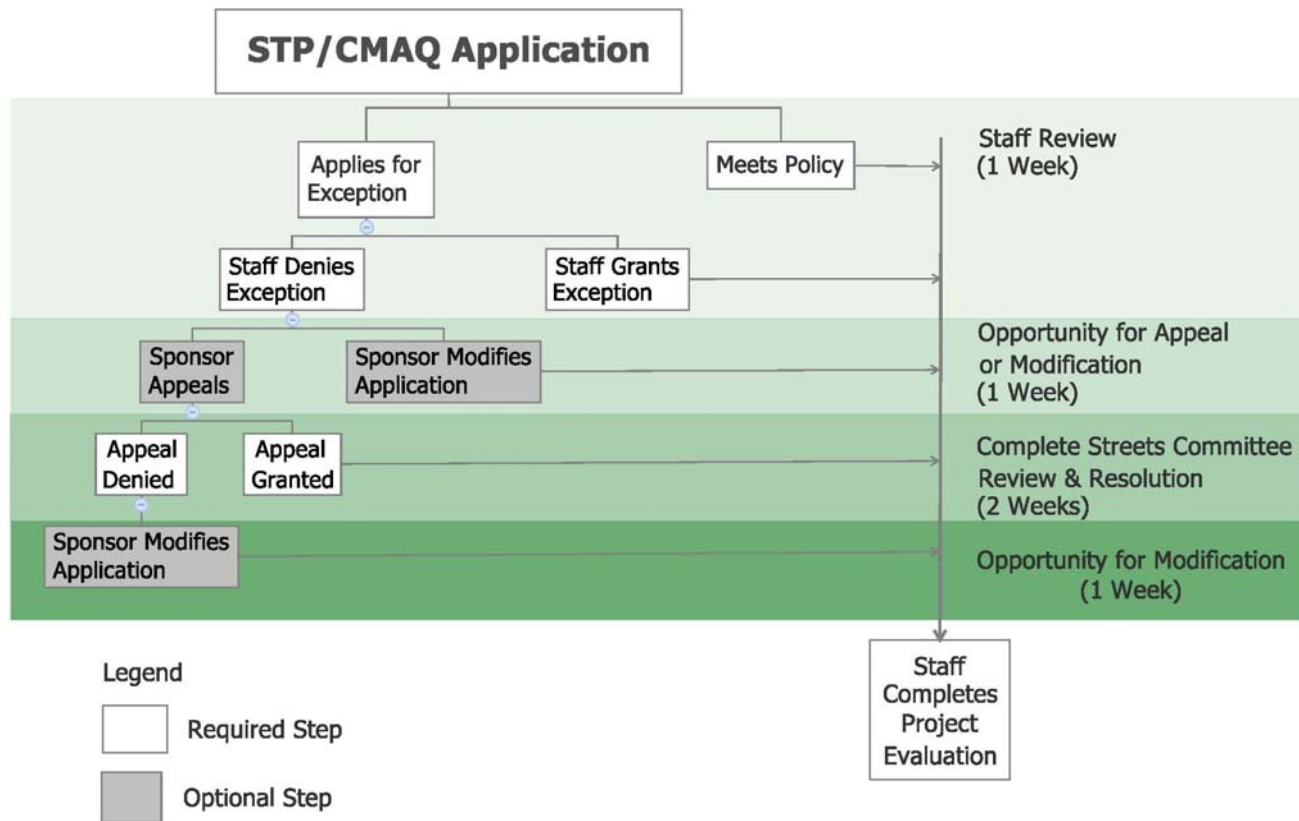 STP/CMAQ Application
Applies for
Exception
Meets Policy
Staff Review
(1 Week)
Staff Denies
Exception
Staff Grants
Exception
Sponsor
Appeals
Sponsor Modifies
Application
Opportunity for Appeal
or Modification
(1 Week)
Appeal
Denied
Appeal
Granted
Complete Streets Committee
Review & Resolution
(2 Weeks)
Sponsor Modifies
Application
Opportunity for Modification
(1 Week)
Staff
Completes
Project
Evaluation
Legend
Required Step
Optional Step